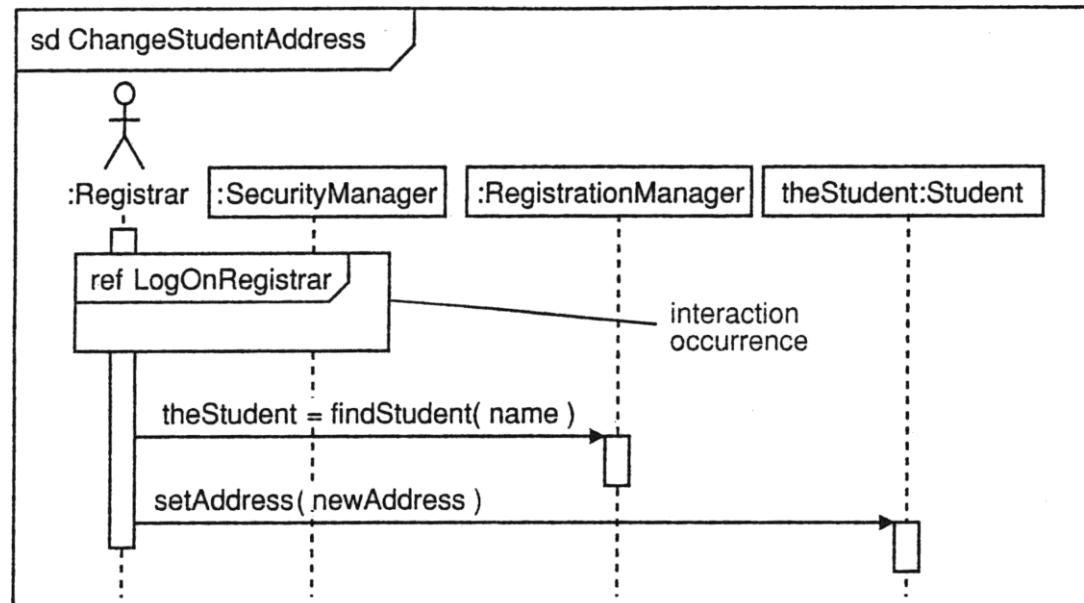 sd ChangeStudentAddress
:Registrar
:SecurityManager
:RegistrationManager
theStudent:Student
ref LogOnRegistrar
interaction
occurrence
theStudent = findStudent( name )
setAddress( newAddress )